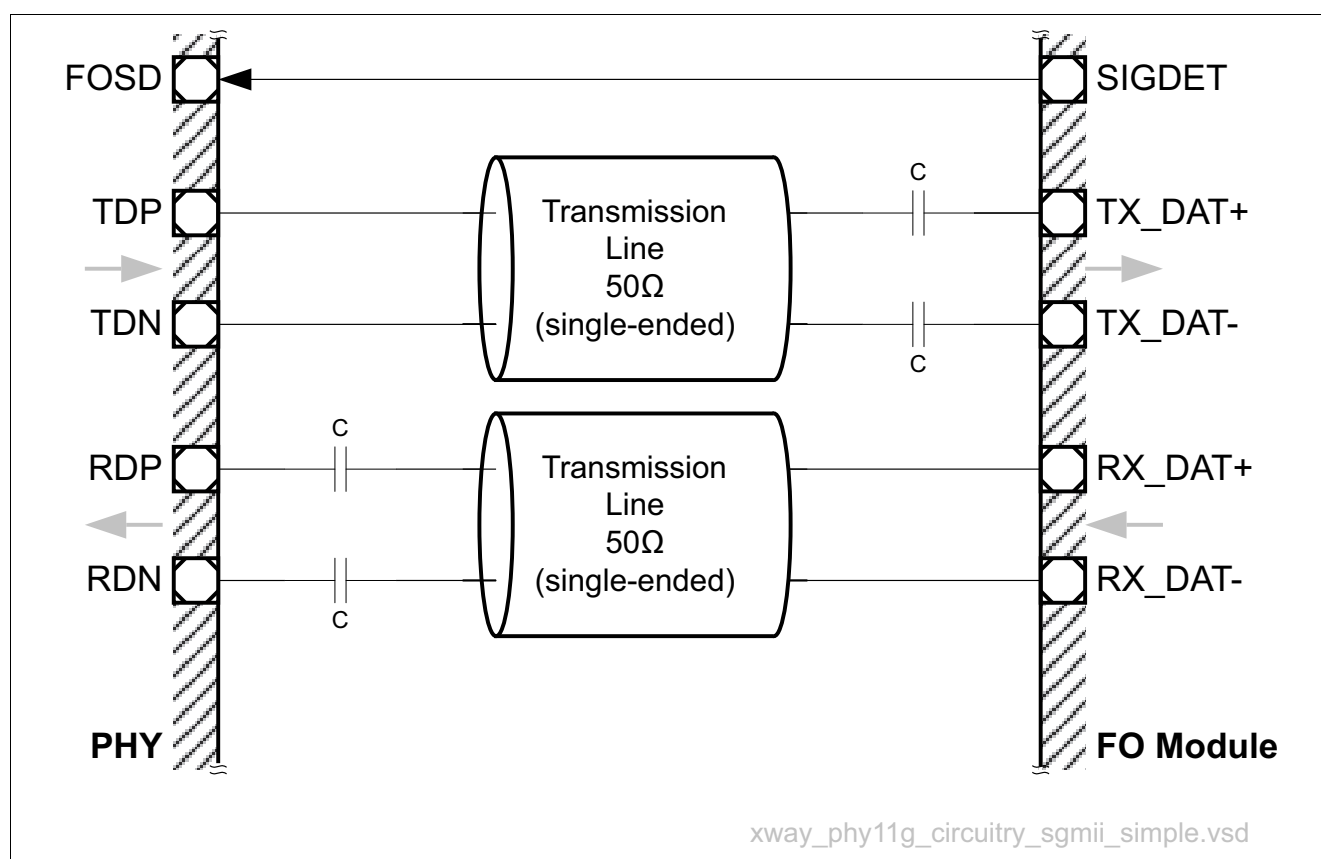 FOSD
SIGDET
C
TDP
Transmission
Line
50Ω
(single-ended)
TX_DAT+
TDN
TX_DAT-
C
C
RDP
Transmission
Line
50Ω
(single-ended)
RX_DAT+
RDN
RX_DAT-
C
PHY
FO Module
xway_phy11g_circuitry_sgmii_simple.vsd